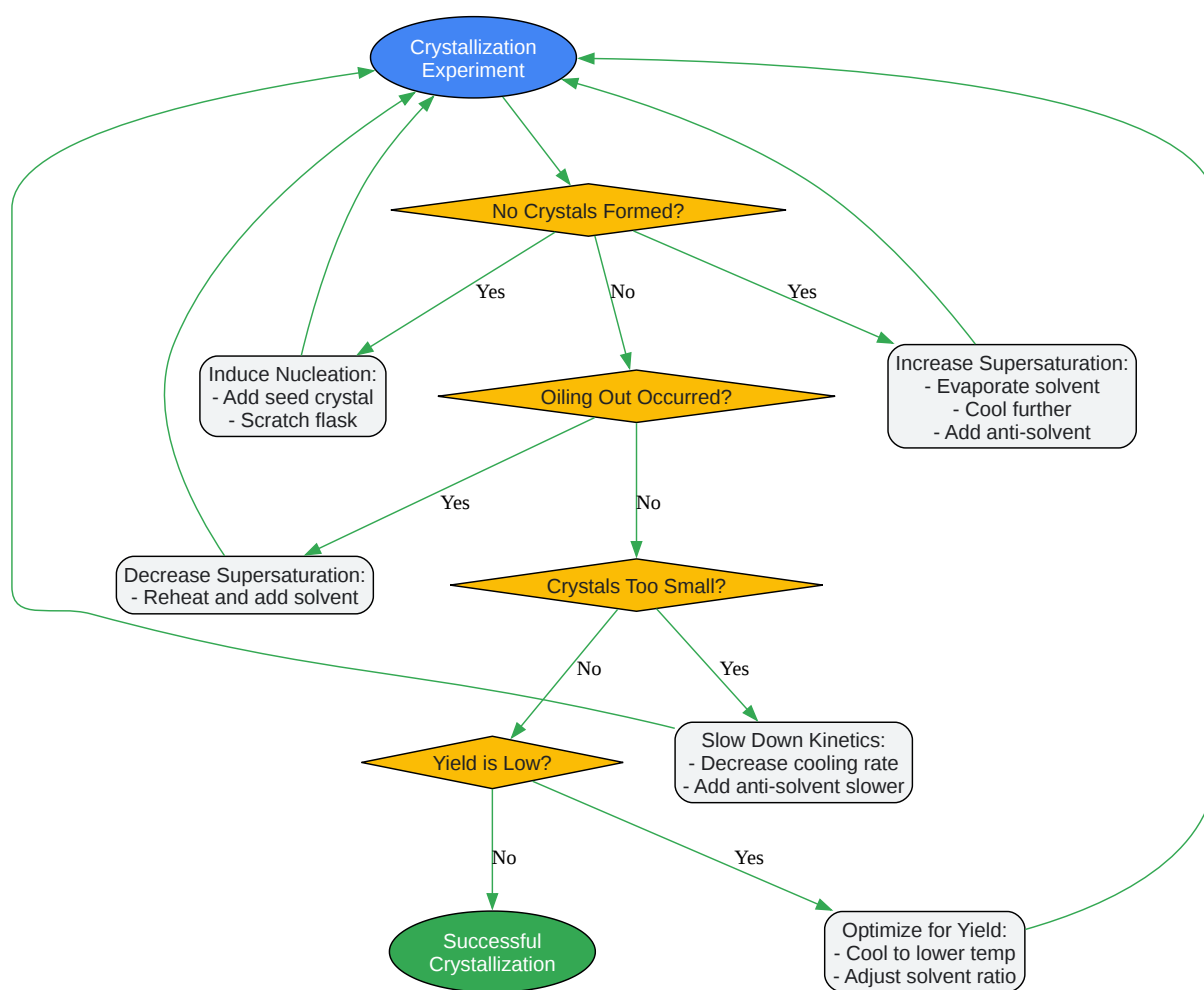 Crystallization
Experiment
No Crystals Formed?
Yes
No
Yes
Induce Nucleation:
- Add seed crystal
- Scratch flask
Oiling Out Occurred?
Increase Supersaturation:
- Evaporate solvent
- Cool further
- Add anti-solvent
Yes
No
Decrease Supersaturation:
- Reheat and add solvent
Crystals Too Small?
No
Yes
Yield is Low?
Slow Down Kinetics:
- Decrease cooling rate
- Add anti-solvent slower
No
Yes
Successful
Crystallization
Optimize for Yield:
- Cool to lower temp
- Adjust solvent ratio